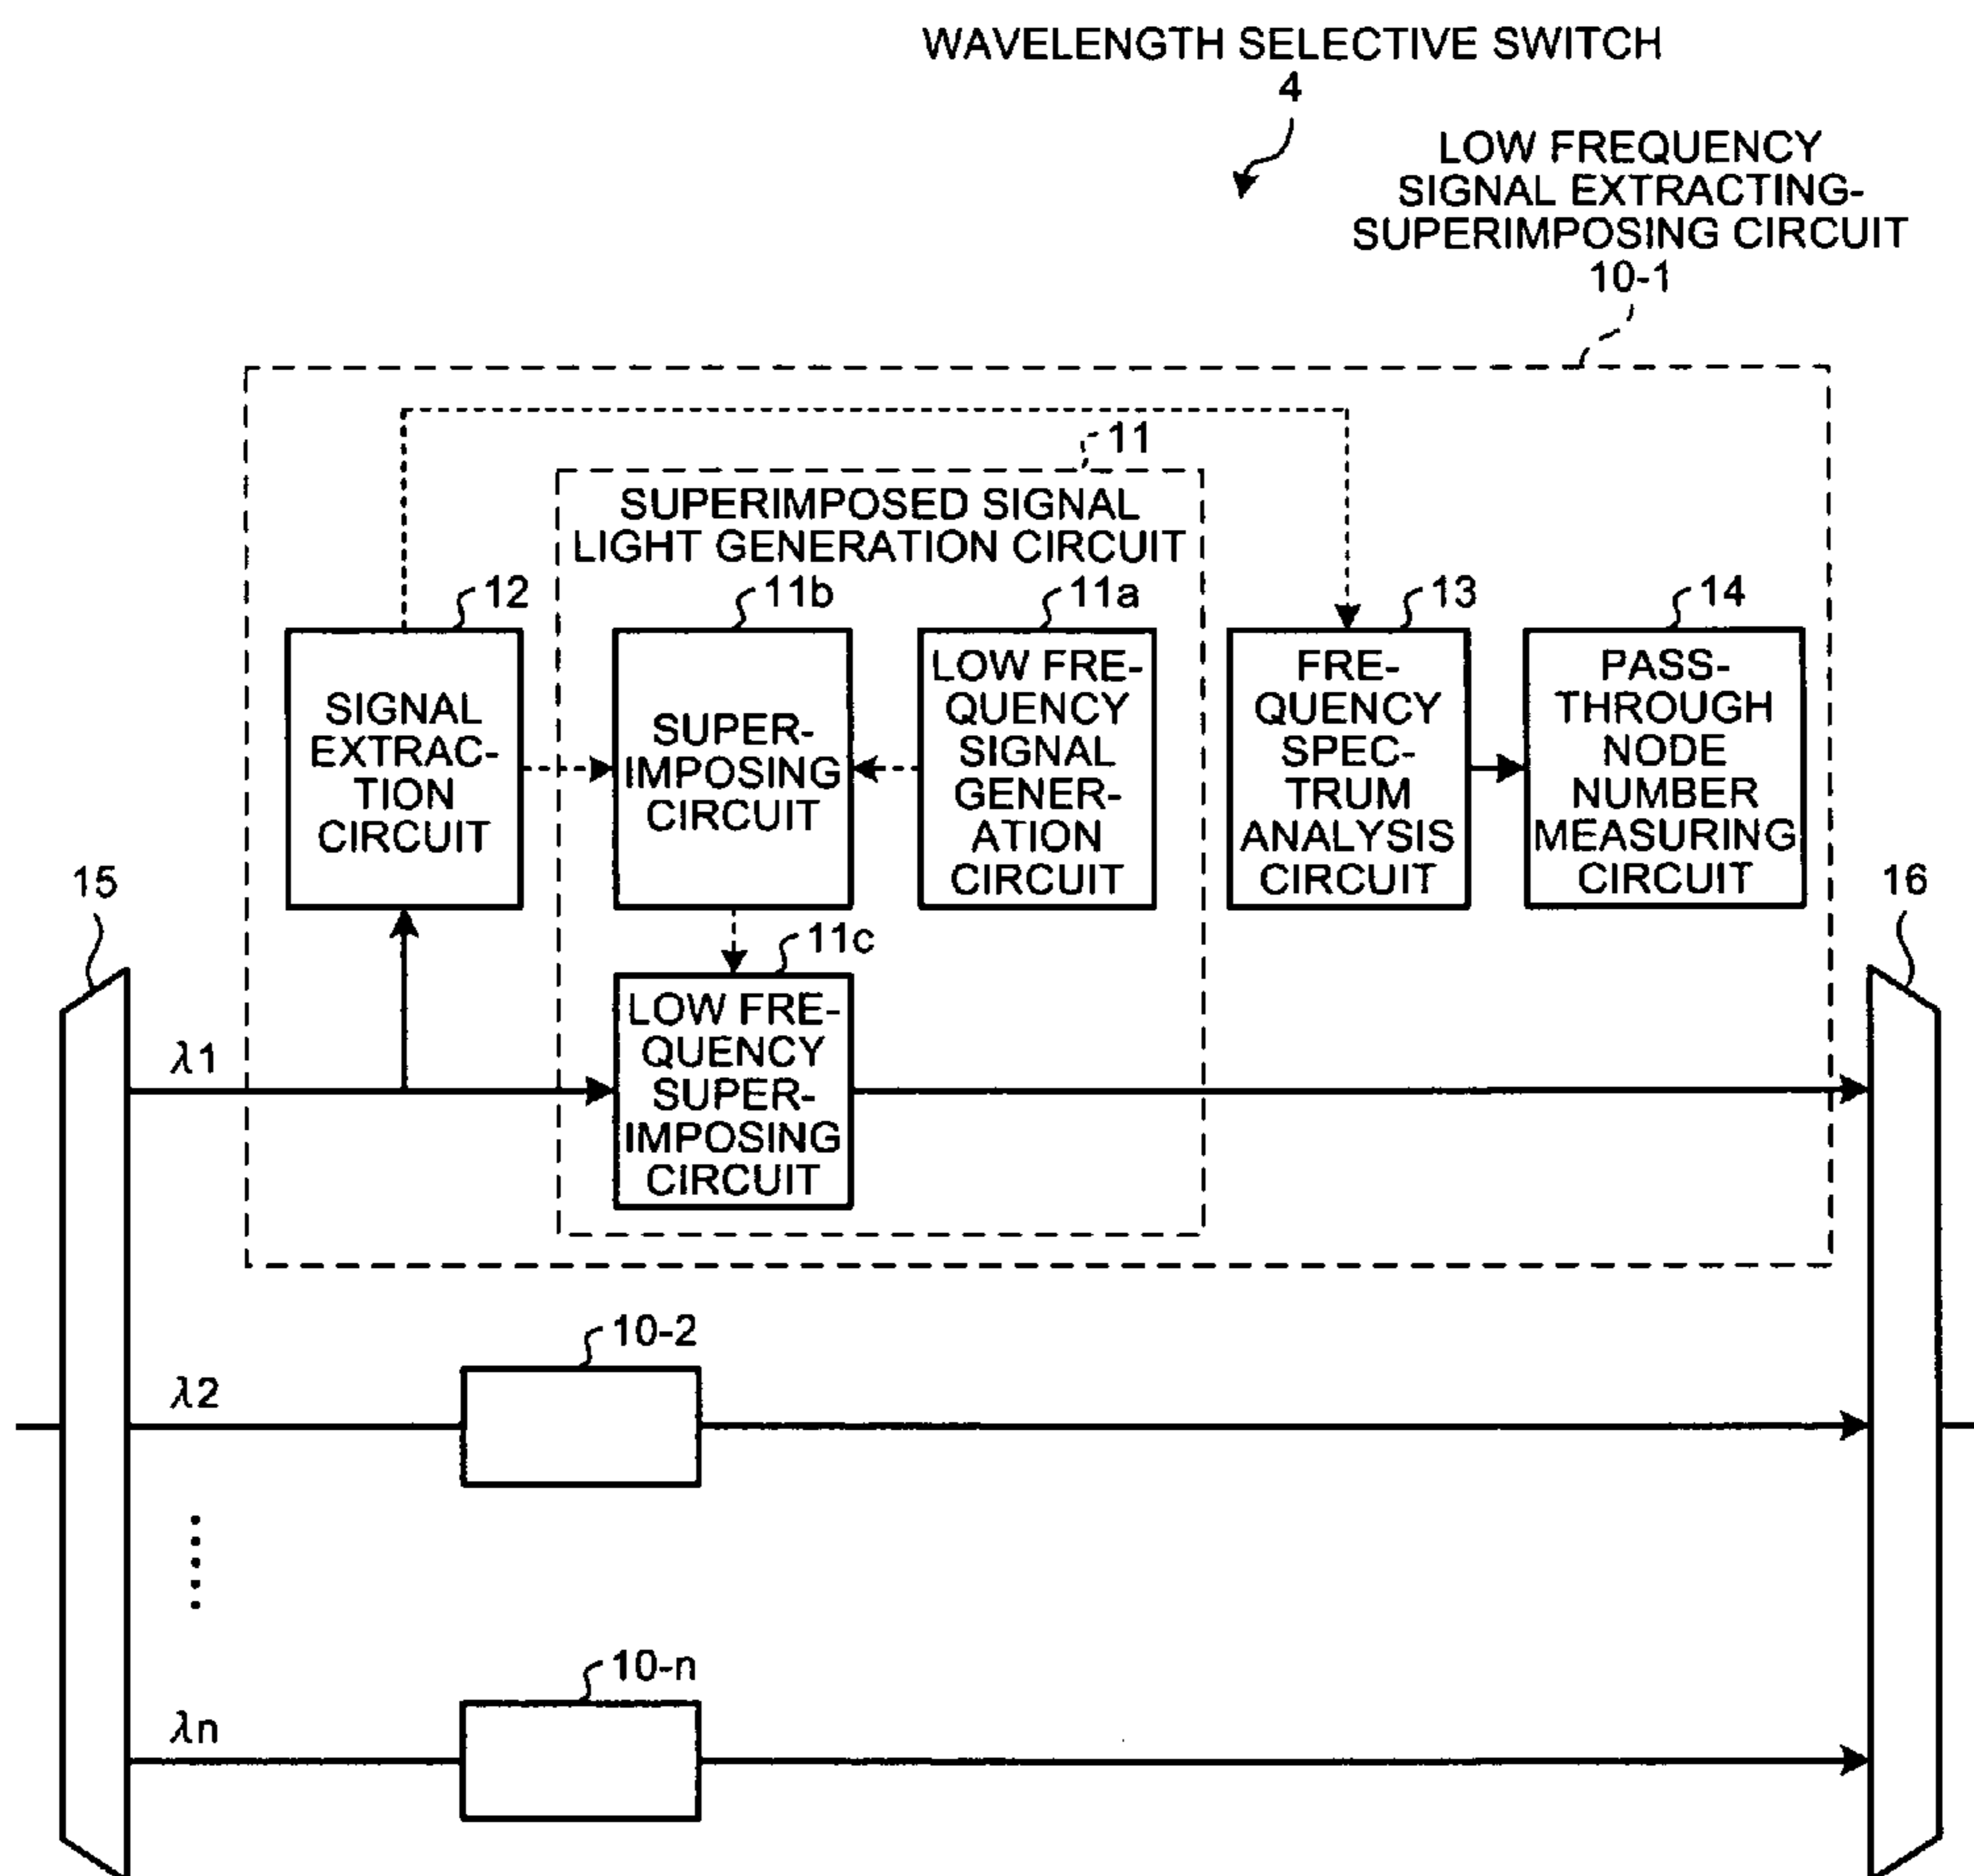 WAVELENGTH SELECTIVE SWITCH
4
LOW FREQUENCY
SIGNAL EXTRACTING-
SUPERIMPOSING CIRCUIT
10-1
11
SUPERIMPOSED SIGNAL
LIGHT GENERATION CIRCUIT
12
SIGNAL
EXTRAC-
TION
CIRCUIT
11b
SUPER-
IMPOSING
CIRCUIT
11a
LOW FRE-
QUENCY
SIGNAL
GENER-
ATION
CIRCUIT
13
FRE-
QUENCY
SPEC-
TRUM
ANALYSIS
CIRCUIT
14
PASS-
THROUGH
NODE
NUMBER
MEASURING
CIRCUIT
15
16
11c
LOW FRE-
QUENCY
SUPER-
IMPOSING
CIRCUIT
λ1
10-2
λ2
10-n
λn